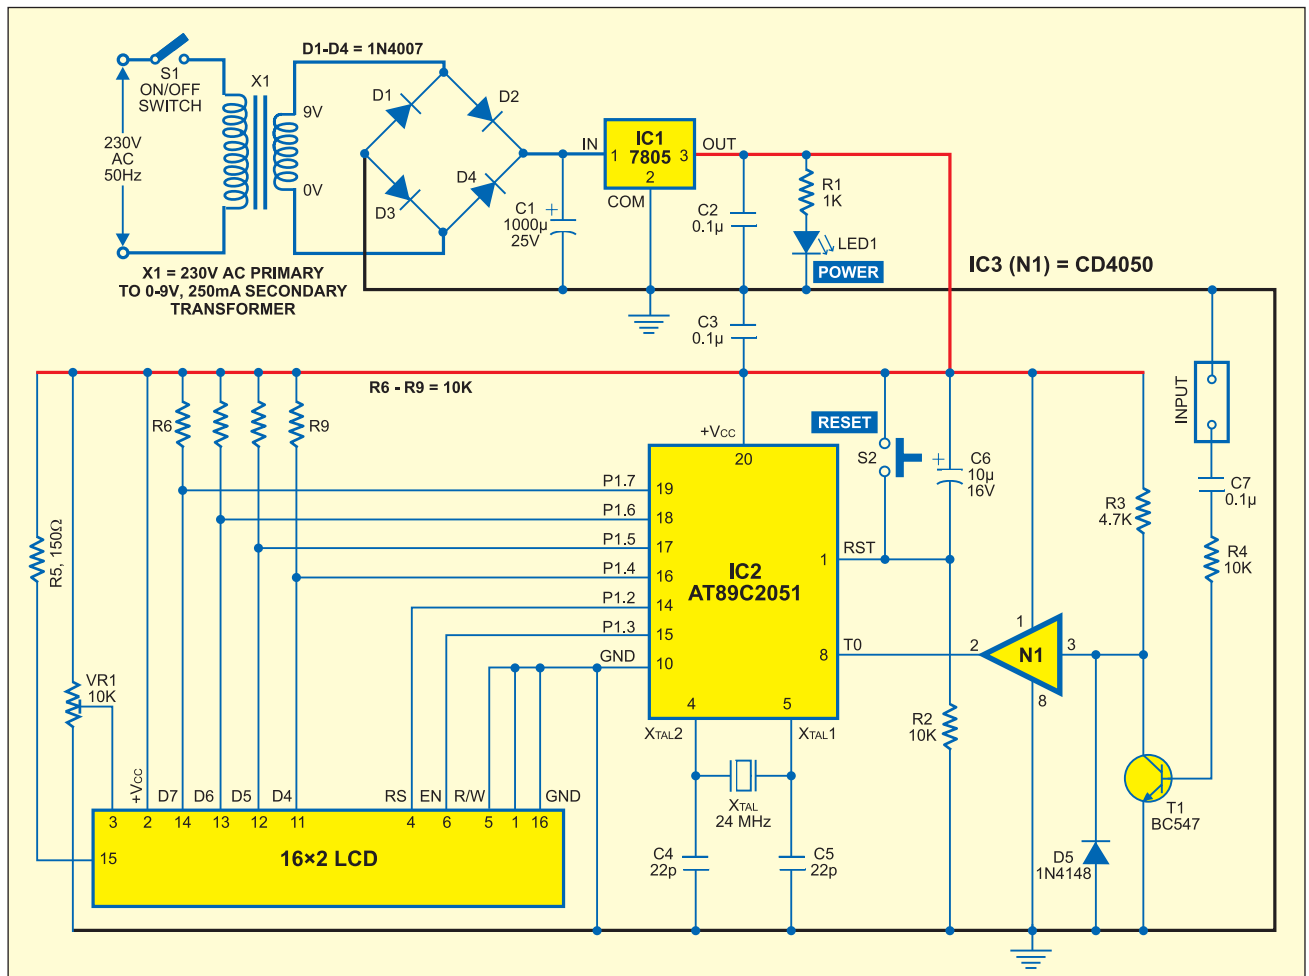 D1-D4 = 1N4007
S1
ON/OFF
SWITCH
X1
230V
AC
50Hz
9V
0V
D1
D2
D3
D4
X1 = 230V AC PRIMARY
TO 0-9V, 250mA SECONDARY
TRANSFORMER
C1
1000µ
25V
+
IN
IC1
7805
1
3
2
OUT
COM
C2
0.1µ
R1
1K
LED1
POWER
IC3 (N1) = CD4050
C3
0.1µ
R6 - R9 = 10K
R6
R9
R5, 150Ω
VR1
10K
+VCC
20
RESET
S2
+
C6
10µ
16V
INPUT
C7
0.1µ
R3
4.7K
R4
10K
P1.7
19
P1.6
18
P1.5
17
P1.4
16
P1.2
14
P1.3
15
GND
10
IC2
AT89C2051
1
RST
8
T0
4
5
XTAL2
XTAL1
2
N1
3
1
8
R2
10K
XTAL
24 MHz
C4
22p
C5
22p
T1
BC547
D5
1N4148
+VCC
D7
D6
D5
D4
RS
EN
R/W
GND
3
2
14
13
12
11
4
6
5
1
16
15
16×2 LCD